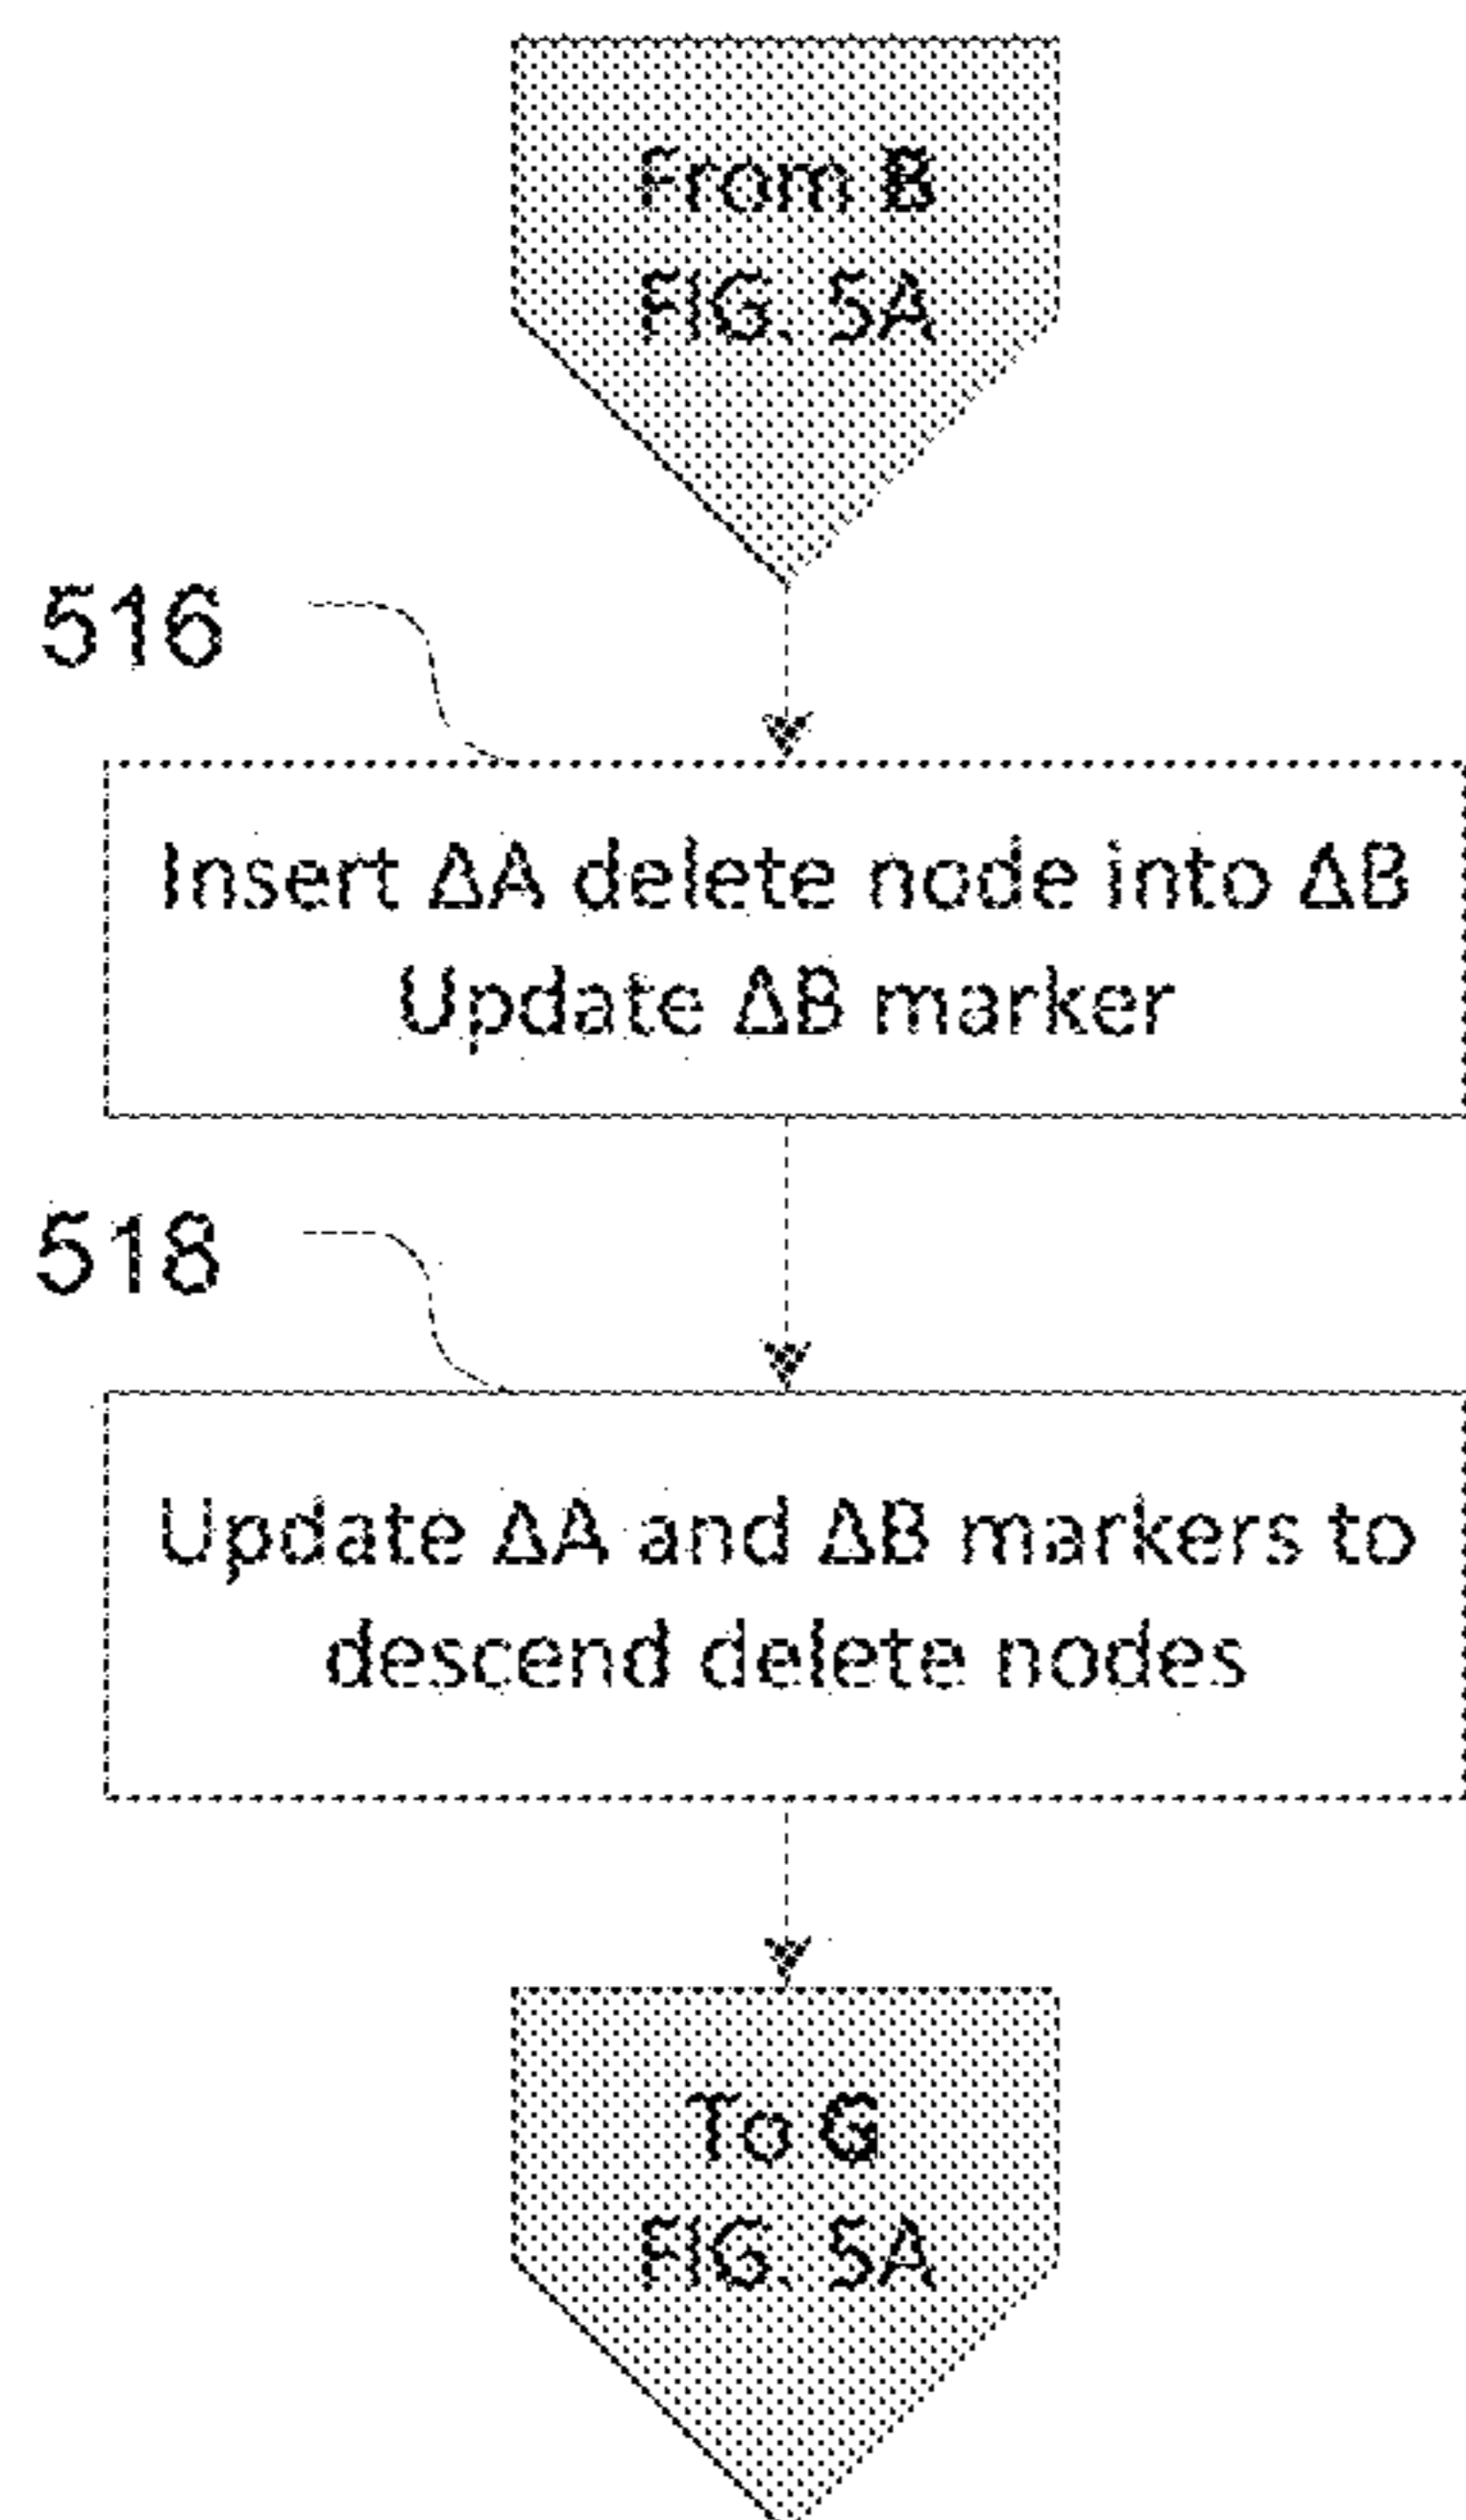 From B
FIG. 5A
516
Insert ΔA delete node into ΔB
Update ΔB marker
518
Update ΔA and ΔB markers to
descend delete nodes
To G
FIG. 5A